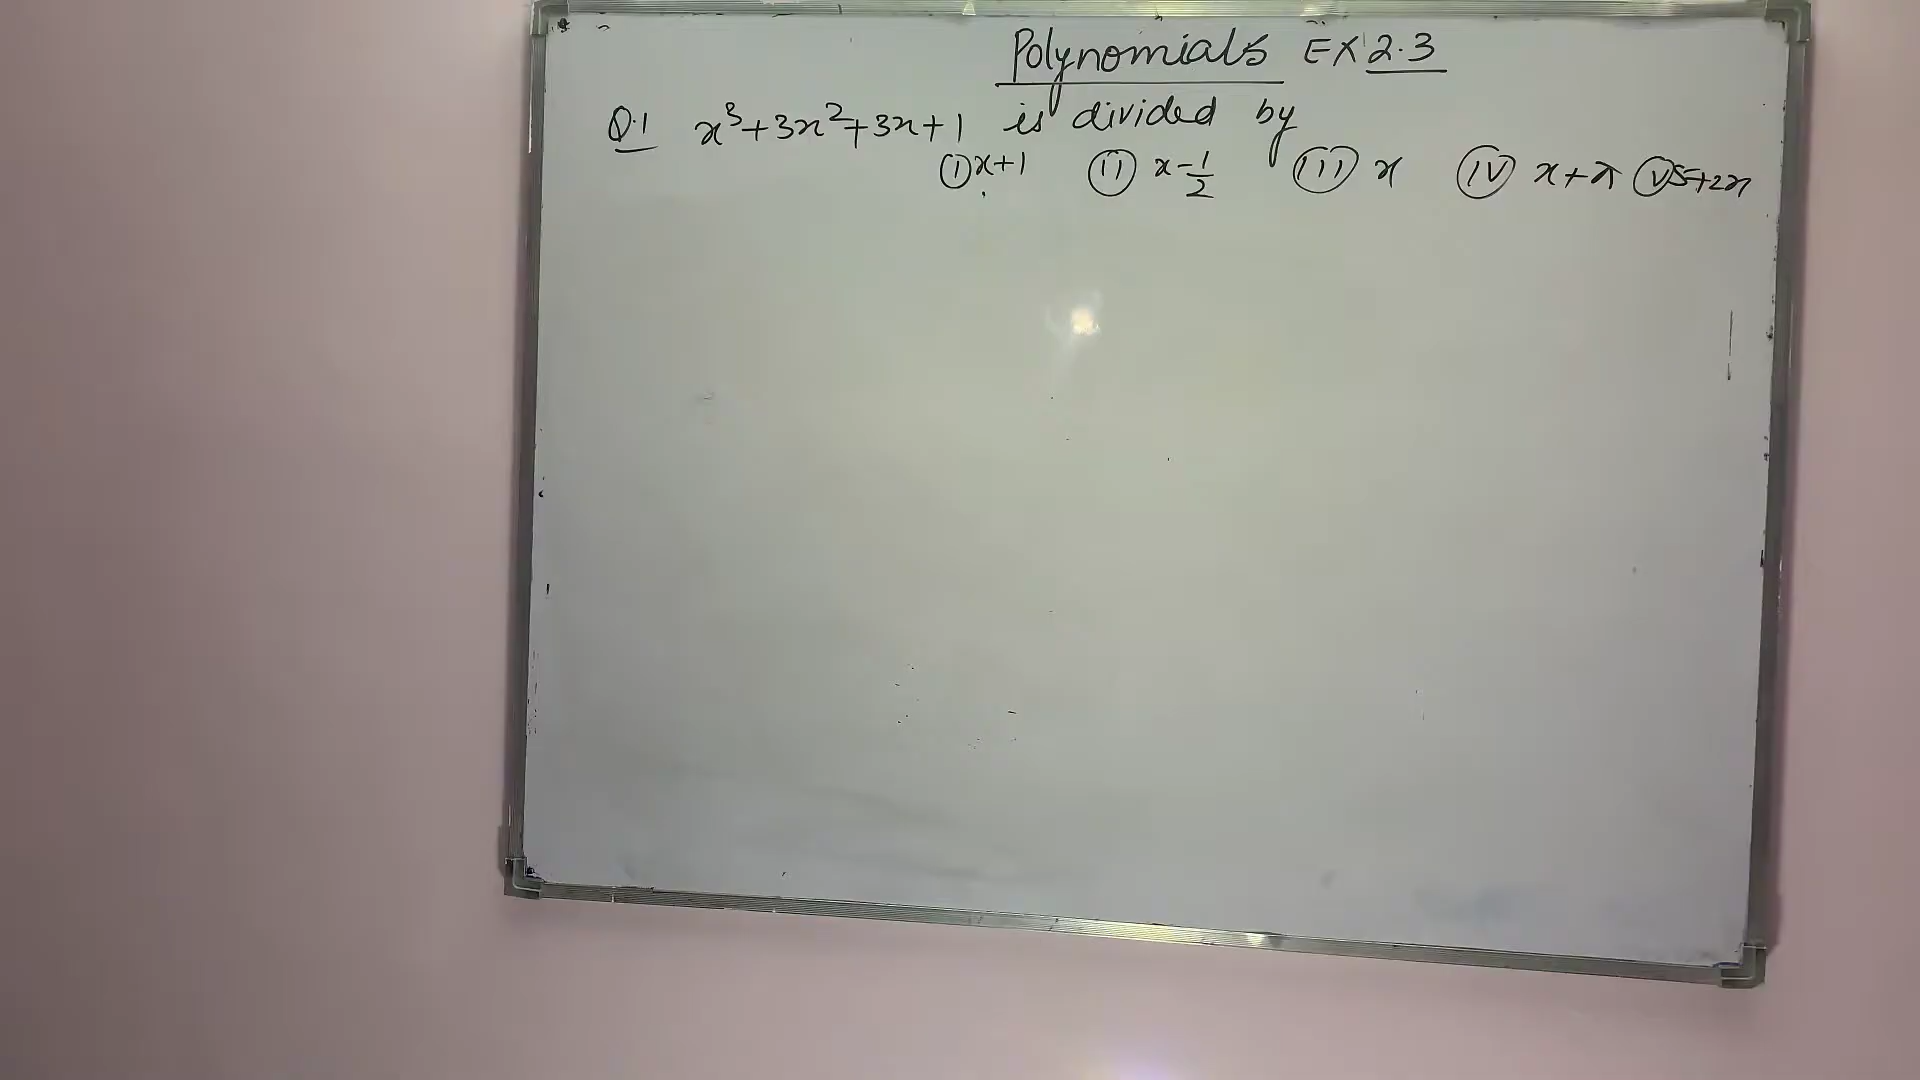 Polynomials EX 2.3
Q.1 x³+3x²+3x+1 is divided by
(i) x+1 (ii) x-1/2 (iii) x (iv) x+π (v) 5+2x